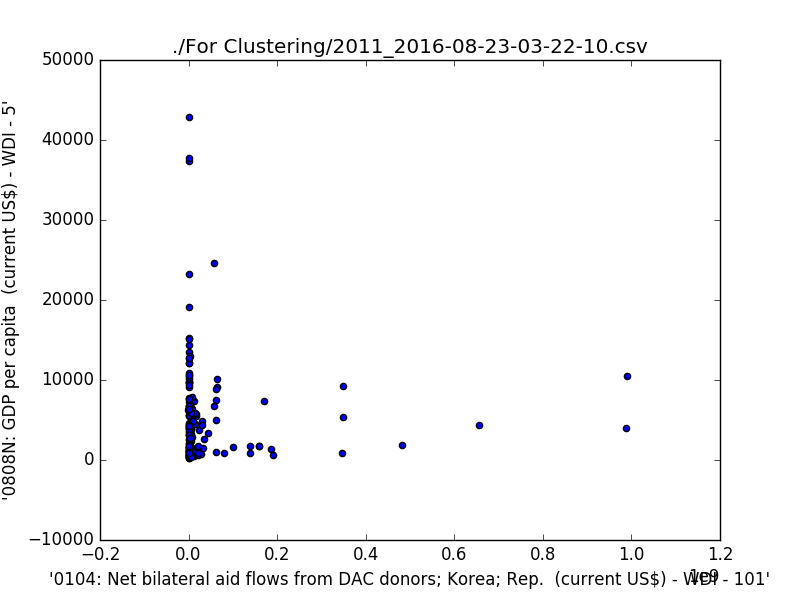 ./For Clustering/2011_2016-08-23-03-22-10.csv
50000
40000
30000
20000
10000
0
−10000
'0808N: GDP per capita  (current US$) - WDI - 5'
−0.2 0.0 0.2 0.4 0.6 0.8 1.0 1.2
1e9
'0104: Net bilateral aid flows from DAC donors; Korea; Rep.  (current US$) - WDI - 101'